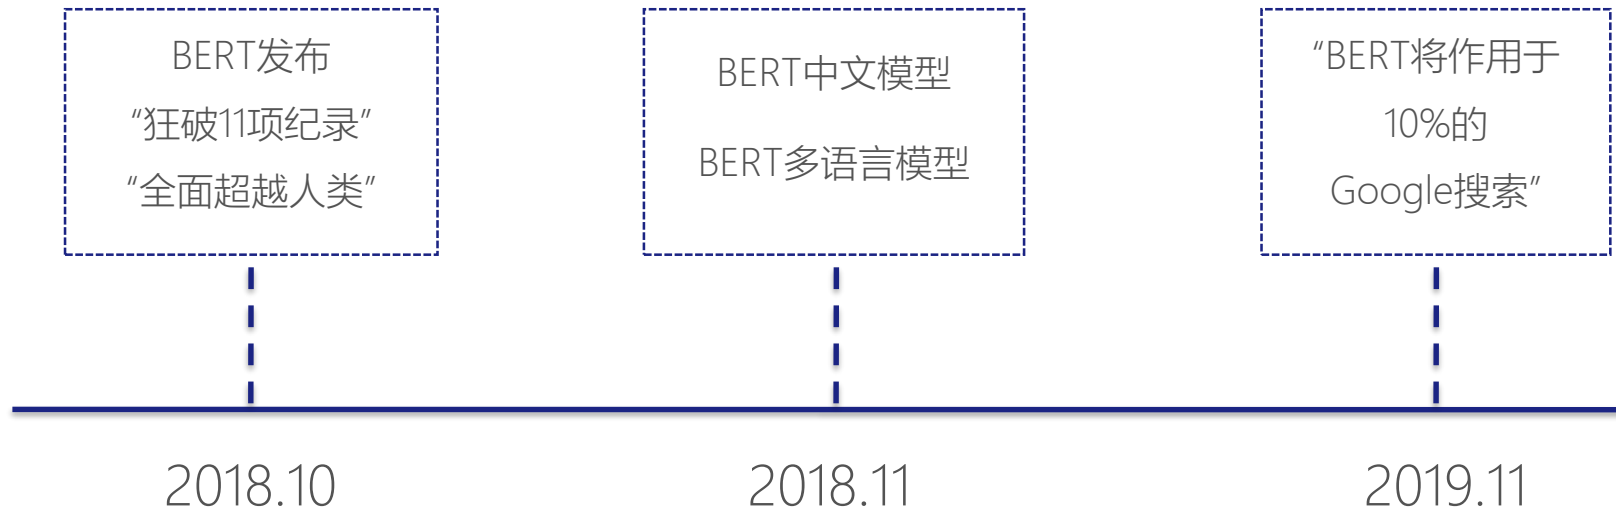 BERT发布
“狂破11项纪录”
“全面超越人类”
BERT中文模型
BERT多语言模型
“BERT将作用于
10%的
Google搜索”
2018.10
2018.11
2019.11